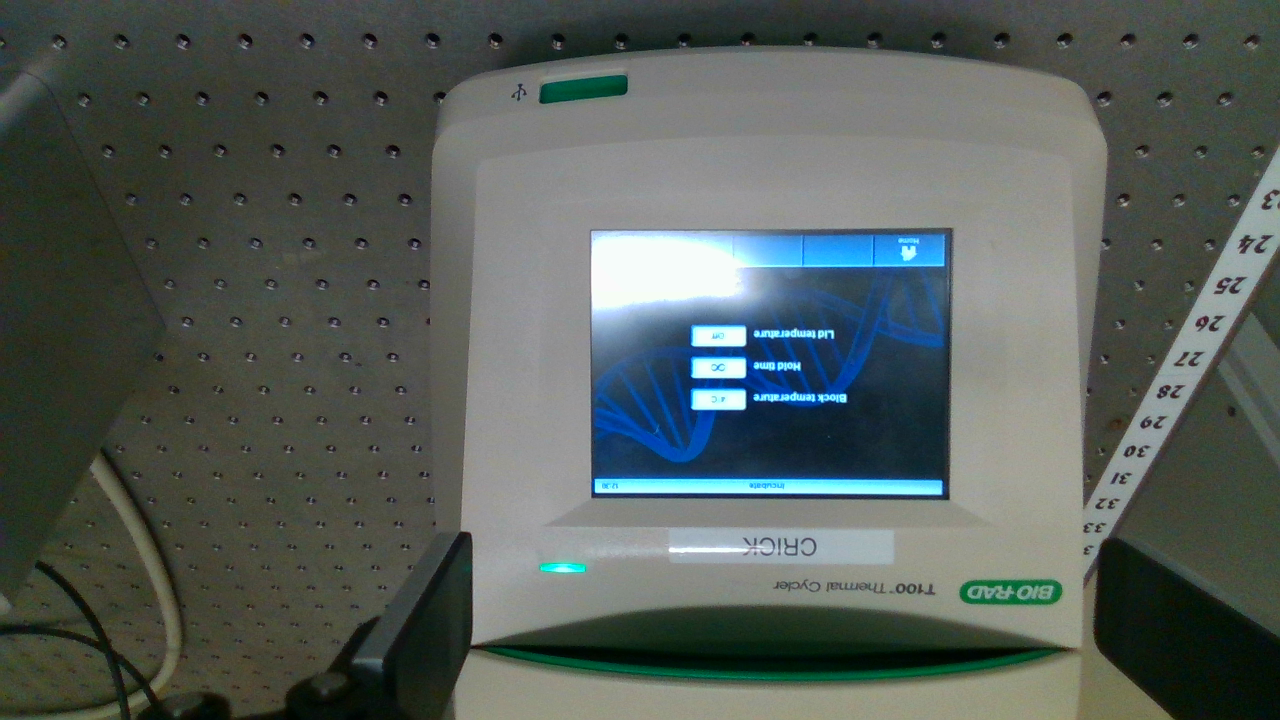 BIO-RAD
T100™ Thermal Cycler
CRICK
Incubate
12:30
Block temperature
4°C
Hold time
∞
Lid temperature
Off
Home
23
24
25
26
27
28
29
30
31
32
33